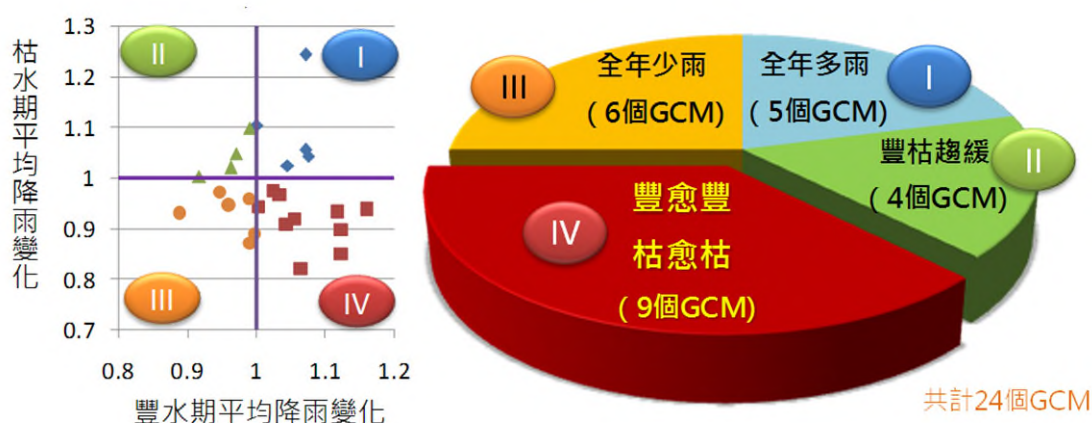 枯水期平均降雨變化
1.3
1.2
1.1
1
0.9
0.8
0.7
II
I
III
IV
0.8 0.9 1 1.1 1.2
豐水期平均降雨變化
III
全年少雨
(6個GCM)
全年多雨
(5個GCM)
I
豐枯趨緩
(4個GCM)
II
IV
豐愈豐
枯愈枯
(9個GCM)
共計24個GCM